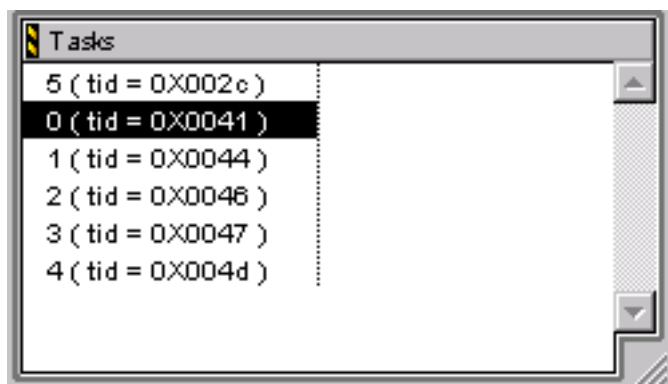 Tasks
5 ( tid = 0X002c )
0 ( tid = 0X0041 )
1 ( tid = 0X0044 )
2 ( tid = 0X0046 )
3 ( tid = 0X0047 )
4 ( tid = 0X004d )